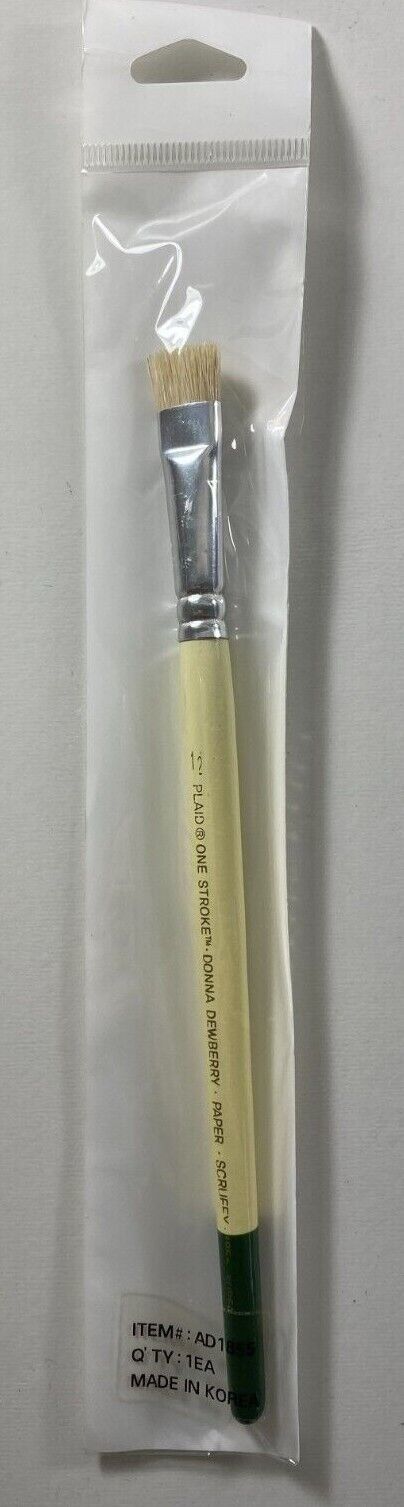 12 · PLAID ® ONE STROKE™ · DONNA DEWBERRY · PAPER · SCRUFFY ·
ITEM# : AD1855
Q'TY : 1EA
MADE IN KOREA